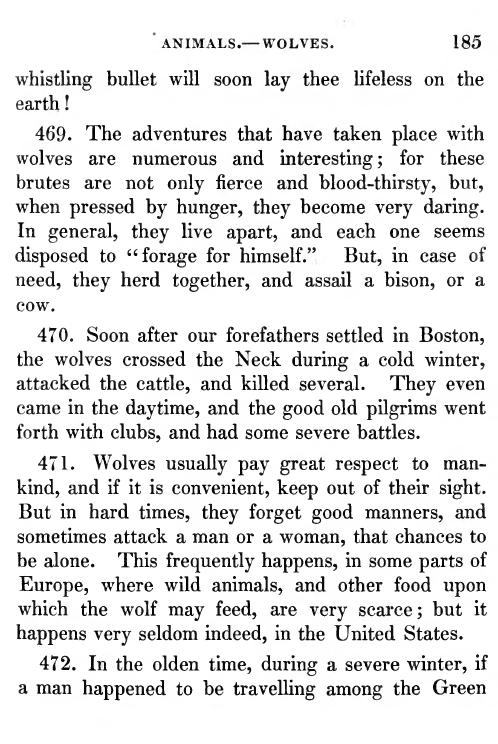 ANIMALS.—WOLVES. 185
whistling bullet will soon lay thee lifeless on the
earth!
469. The adventures that have taken place with
wolves are numerous and interesting; for these
brutes are not only fierce and blood-thirsty, but,
when pressed by hunger, they become very daring.
In general, they live apart, and each one seems
disposed to “forage for himself.” But, in case of
need, they herd together, and assail a bison, or a
cow.
470. Soon after our forefathers settled in Boston,
the wolves crossed the Neck during a cold winter,
attacked the cattle, and killed several. They even
came in the daytime, and the good old pilgrims went
forth with clubs, and had some severe battles.
471. Wolves usually pay great respect to man-
kind, and if it is convenient, keep out of their sight.
But in hard times, they forget good manners, and
sometimes attack a man or a woman, that chances to
be alone. This frequently happens, in some parts of
Europe, where wild animals, and other food upon
which the wolf may feed, are very scarce; but it
happens very seldom indeed, in the United States.
472. In the olden time, during a severe winter, if
a man happened to be travelling among the Green